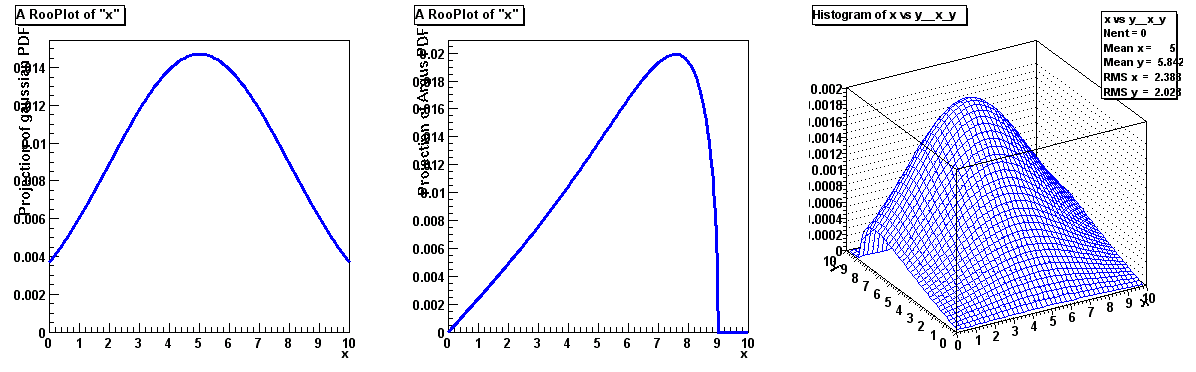 A RooPlot of "x"
Projection of gaussian PDF
0.014
0.012
0.01
0.008
0.006
0.004
0.002
0
0 1 2 3 4 5 6 7 8 9 10
x
A RooPlot of "x"
Projection of Argus PDF
0.02
0.018
0.016
0.014
0.012
0.01
0.008
0.006
0.004
0.002
0
0 1 2 3 4 5 6 7 8 9 10
x
Histogram of x vs y__x_y
x vs y__x_y
Nent = 0
Mean x = 5
Mean y = 5.842
RMS x = 2.383
RMS y = 2.023
0.002
0.0018
0.0016
0.0014
0.0012
0.001
0.0008
0.0006
0.0004
0.0002
0
10 9 8 7 6 5 4 3 2 1 0
y
0 1 2 3 4 5 6 7 8 9 10
x